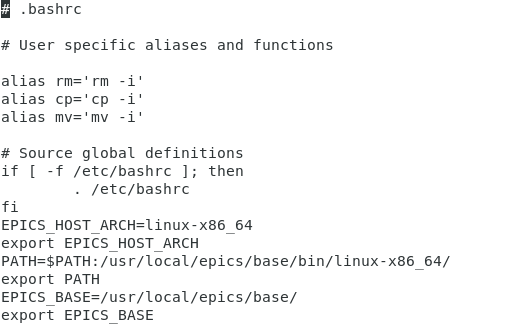 # .bashrc
# User specific aliases and functions
alias rm='rm -i'
alias cp='cp -i'
alias mv='mv -i'
# Source global definitions
if [ -f /etc/bashrc ]; then
. /etc/bashrc
fi
EPICS_HOST_ARCH=linux-x86_64
export EPICS_HOST_ARCH
PATH=$PATH:/usr/local/epics/base/bin/linux-x86_64/
export PATH
EPICS_BASE=/usr/local/epics/base/
export EPICS_BASE